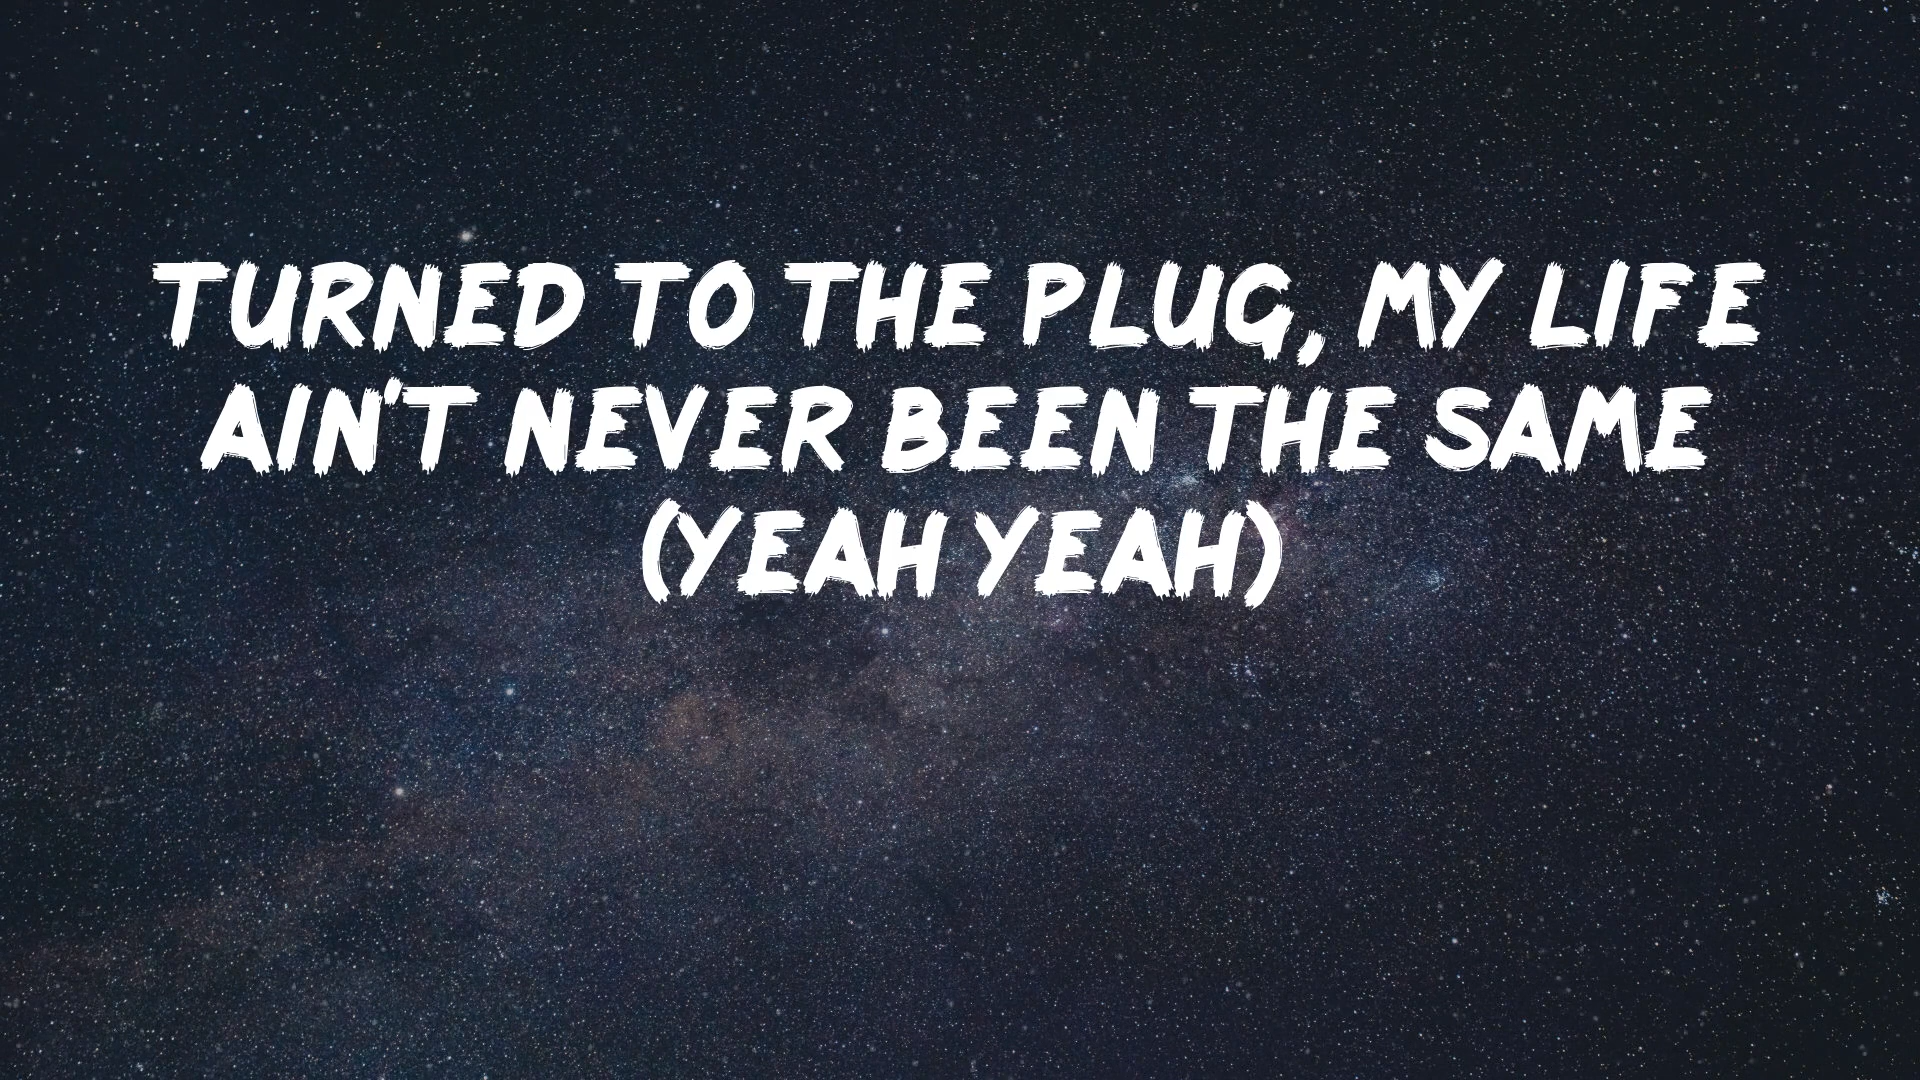 TURNED TO THE PLUG, MY LIFE
AIN'T NEVER BEEN THE SAME
(YEAH YEAH)